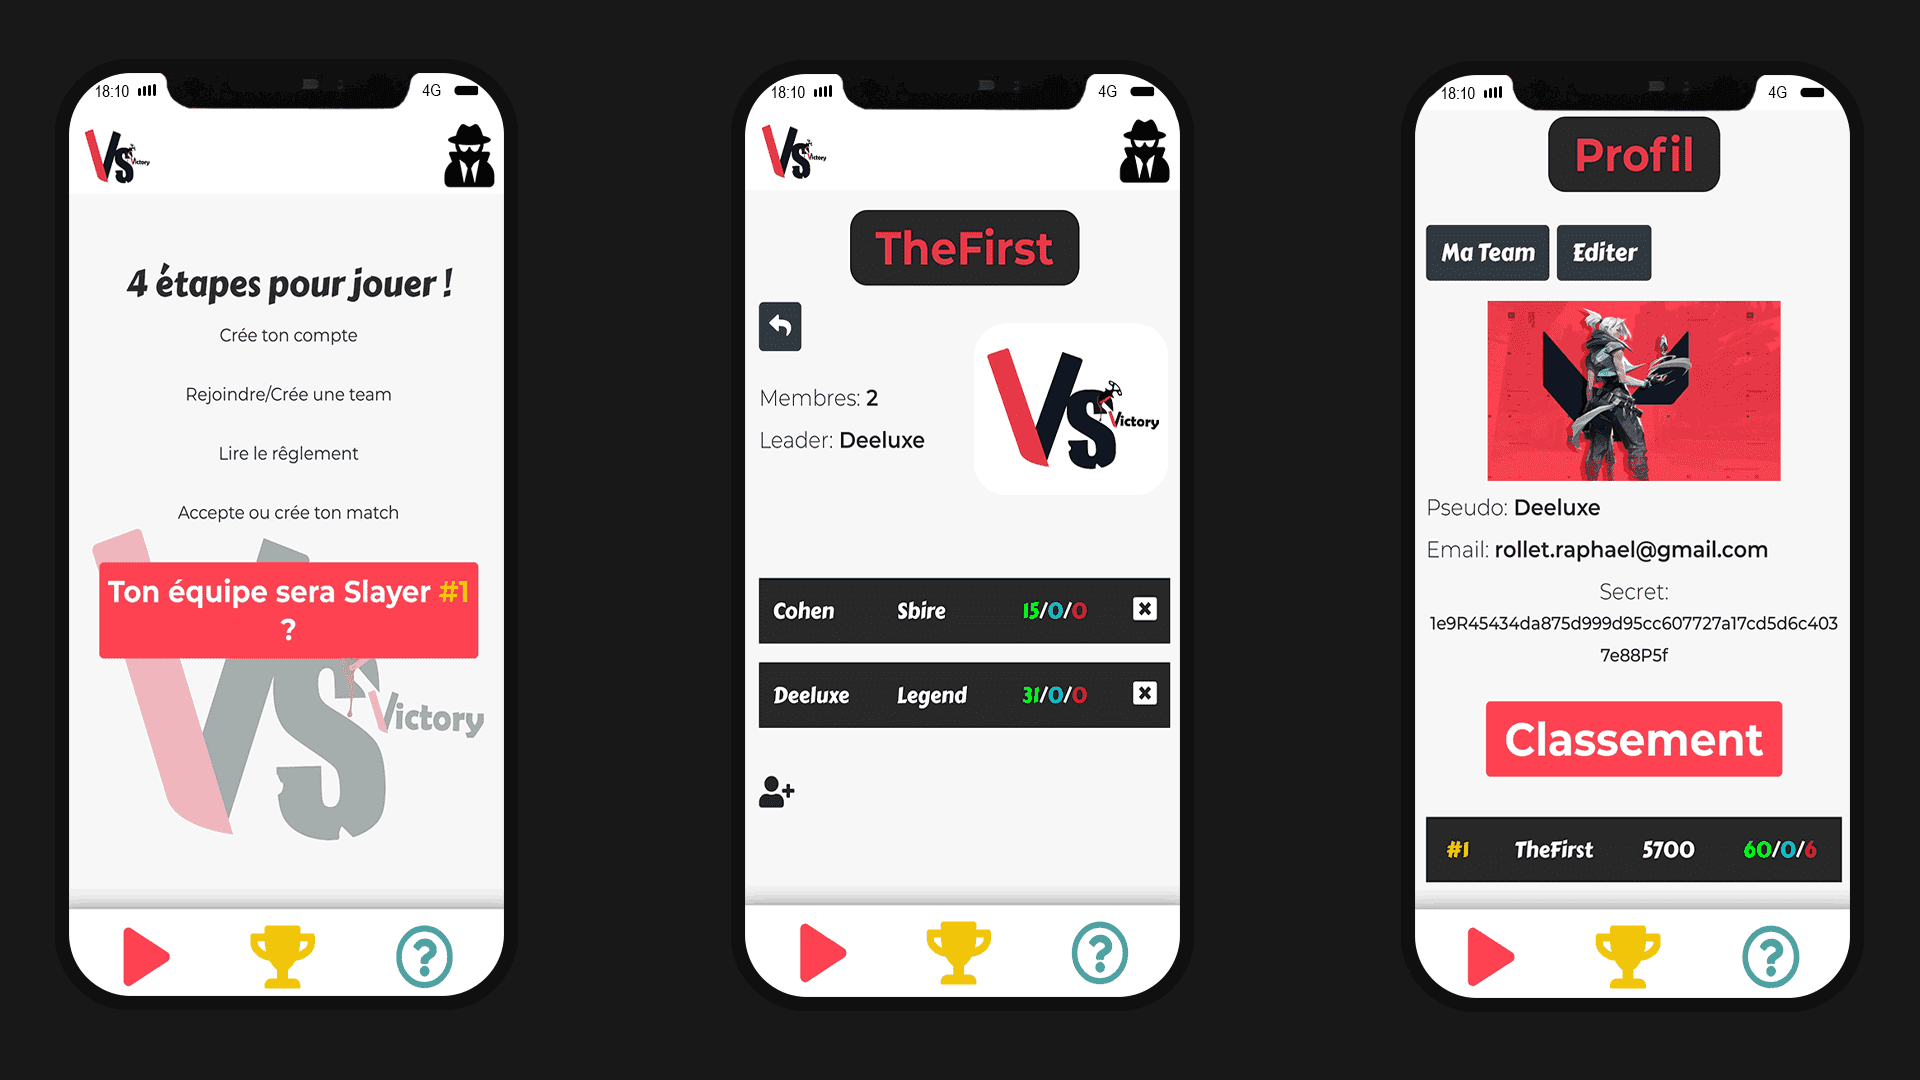 18:10
4G
Vs Victory
4 étapes pour jouer !
Crée ton compte
Rejoindre/Crée une team
Lire le rêglement
Accepte ou crée ton match
Ton équipe sera Slayer #1
?
Vs Victory
18:10
4G
Vs Victory
TheFirst
Membres: 2
Leader: Deeluxe
Vs Victory
Cohen Sbire 15/0/0
Deeluxe Legend 31/0/0
18:10
4G
Profil
Ma Team
Editer
Pseudo: Deeluxe
Email: rollet.raphael@gmail.com
Secret:
1e9R45434da875d999d95cc607727a17cd5d6c403
7e88P5f
Classement
#1 TheFirst 5700 60/0/6